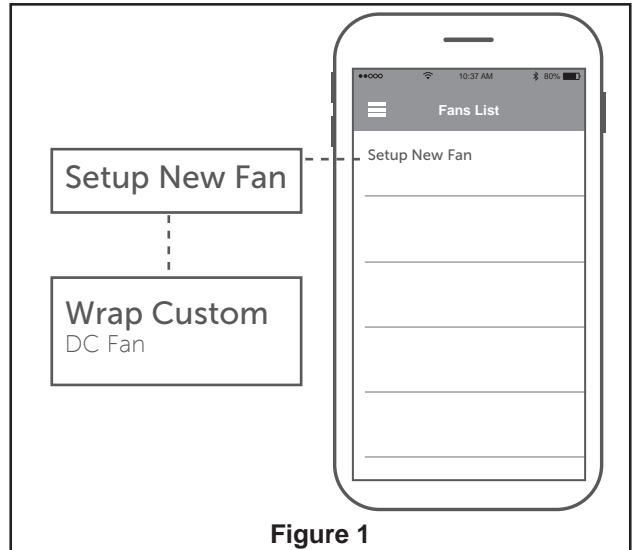 10:37 AM
80%
Fans List
Setup New Fan
Setup New Fan
Wrap Custom
DC Fan
Figure 1